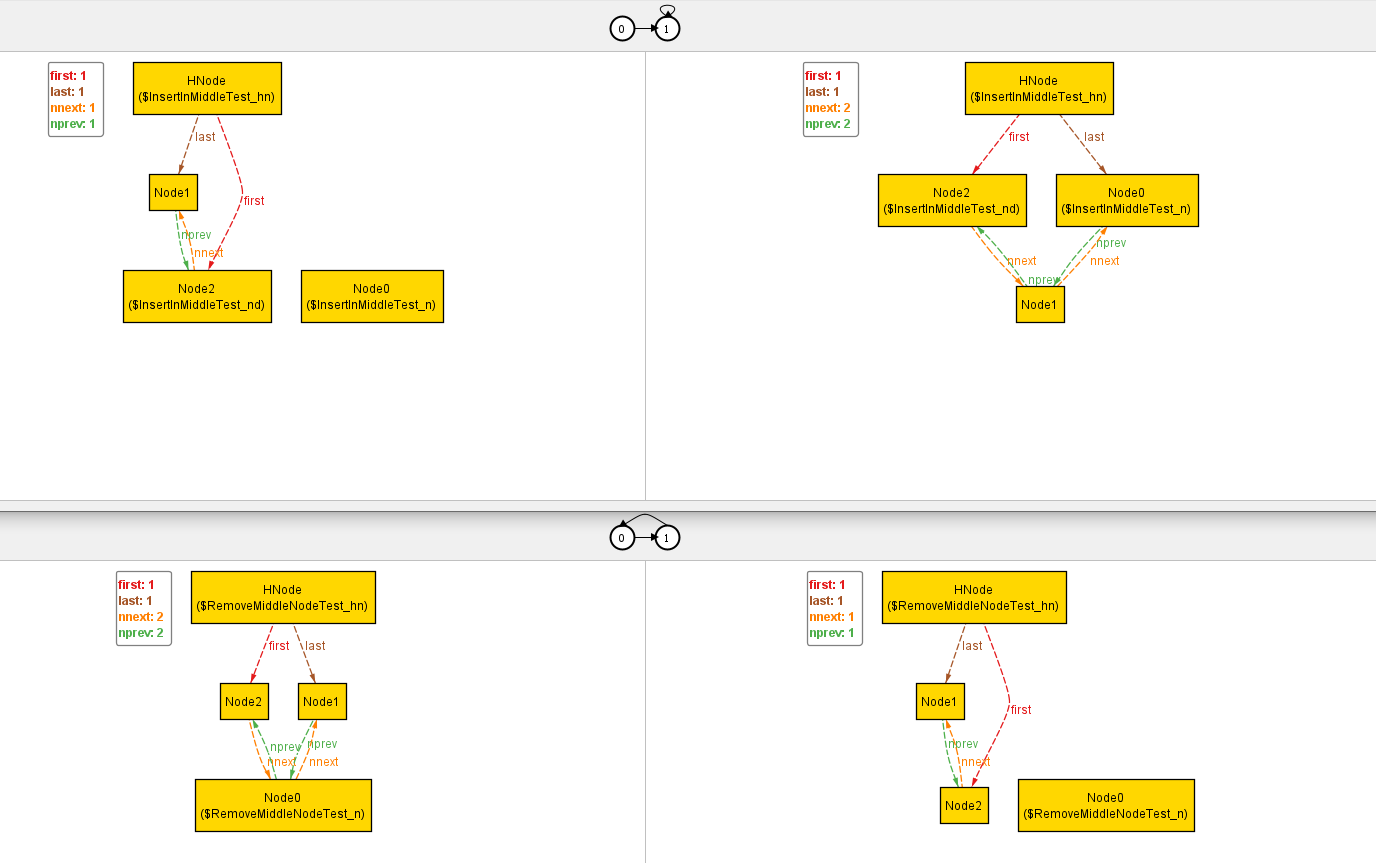 0 1
first: 1
last: 1
nnext: 1
nprev: 1
HNode
($InsertInMiddleTest_hn)
last
Node1
first
nprev
nnext
Node2
($InsertInMiddleTest_nd)
Node0
($InsertInMiddleTest_n)
first: 1
last: 1
nnext: 2
nprev: 2
HNode
($InsertInMiddleTest_hn)
first
last
Node2
($InsertInMiddleTest_nd)
Node0
($InsertInMiddleTest_n)
nprev
nnext
nnext
nprev
Node1
0 1
first: 1
last: 1
nnext: 2
nprev: 2
HNode
($RemoveMiddleNodeTest_hn)
first
last
Node2
Node1
nprev
nprev
nnext
nnext
Node0
($RemoveMiddleNodeTest_n)
first: 1
last: 1
nnext: 1
nprev: 1
HNode
($RemoveMiddleNodeTest_hn)
last
Node1
first
nprev
nnext
Node2
Node0
($RemoveMiddleNodeTest_n)